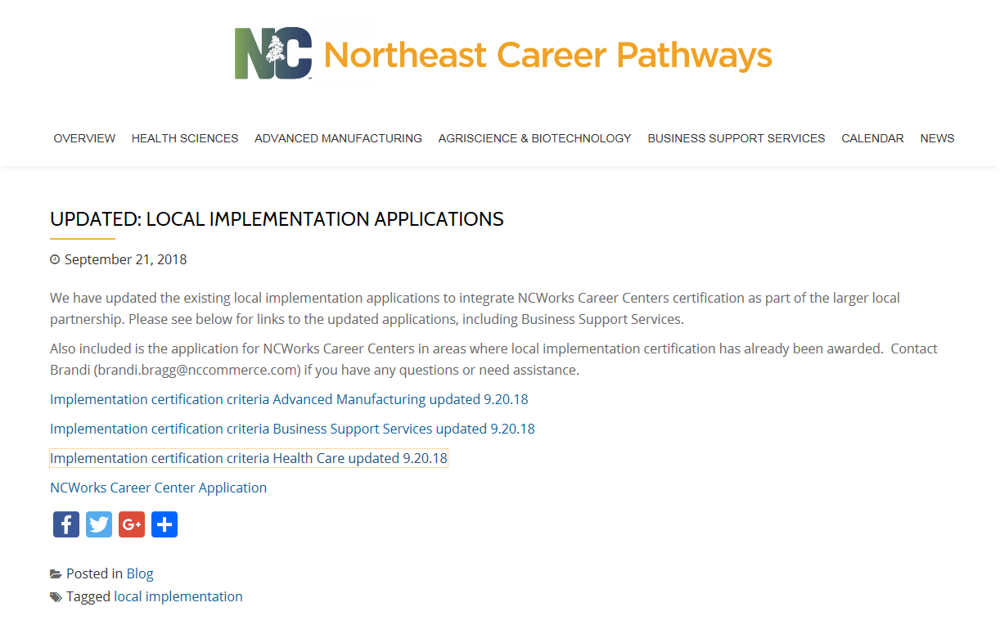 NC Northeast Career Pathways
OVERVIEW HEALTH SCIENCES ADVANCED MANUFACTURING AGRISCIENCE & BIOTECHNOLOGY BUSINESS SUPPORT SERVICES CALENDAR NEWS
UPDATED: LOCAL IMPLEMENTATION APPLICATIONS
September 21, 2018
We have updated the existing local implementation applications to integrate NCWorks Career Centers certification as part of the larger local
partnership. Please see below for links to the updated applications, including Business Support Services.
Also included is the application for NCWorks Career Centers in areas where local implementation certification has already been awarded.  Contact
Brandi (brandi.bragg@nccommerce.com) if you have any questions or need assistance.
Implementation certification criteria Advanced Manufacturing updated 9.20.18
Implementation certification criteria Business Support Services updated 9.20.18
Implementation certification criteria Health Care updated 9.20.18
NCWorks Career Center Application
f G+ +
Posted in Blog
Tagged local implementation